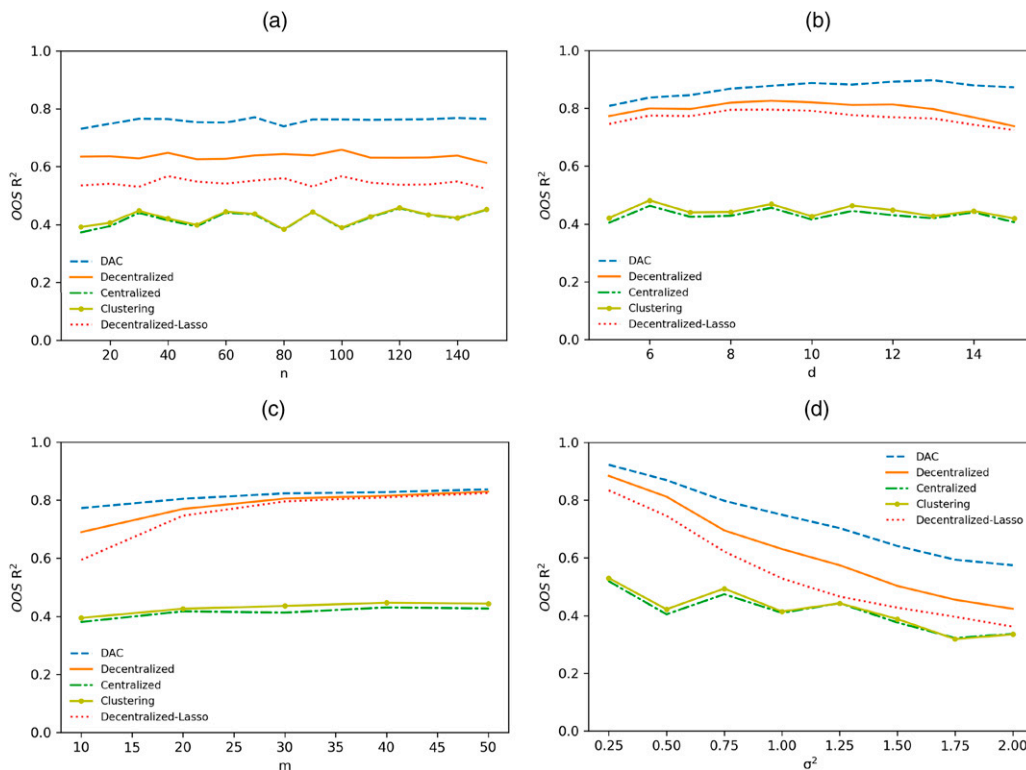 (a)
1.0
0.8
0.6
0.4
0.2
0.0
OOS R²
DAC
Decentralized
Centralized
Clustering
Decentralized-Lasso
20 40 60 80 100 120 140
n
(b)
1.0
0.8
0.6
0.4
0.2
0.0
OOS R²
DAC
Decentralized
Centralized
Clustering
Decentralized-Lasso
6 8 10 12 14
d
(c)
1.0
0.8
0.6
0.4
0.2
0.0
OOS R²
DAC
Decentralized
Centralized
Clustering
Decentralized-Lasso
10 15 20 25 30 35 40 45 50
m
(d)
1.0
0.8
0.6
0.4
0.2
0.0
OOS R²
DAC
Decentralized
Centralized
Clustering
Decentralized-Lasso
0.25 0.50 0.75 1.00 1.25 1.50 1.75 2.00
σ²